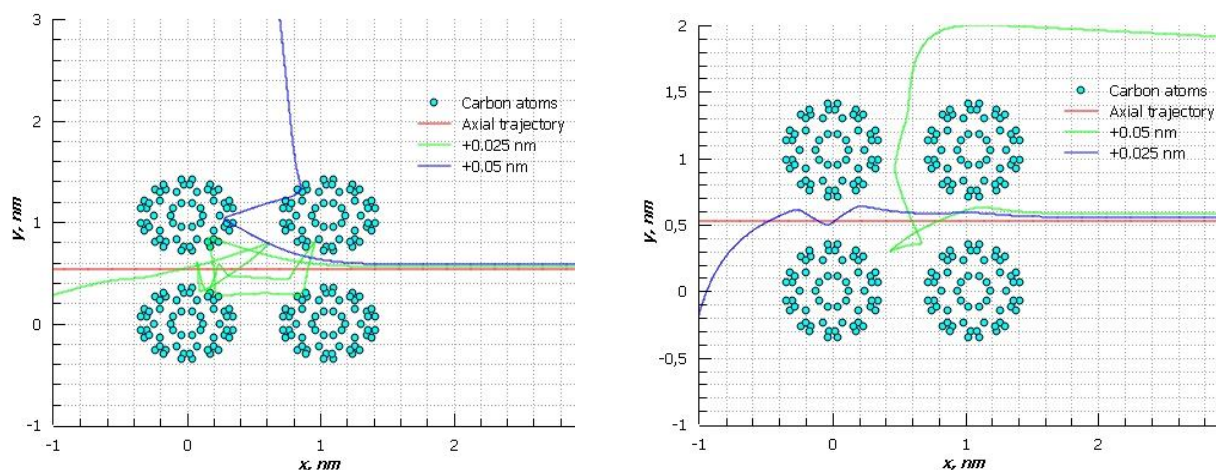 3
2
1
0
-1
y, nm
-1
0
1
2
x, nm
Carbon atoms
Axial trajectory
+0.025 nm
+0.05 nm
2
1,5
1
0,5
0
-0,5
-1
y, nm
-1
0
1
2
x, nm
Carbon atoms
Axial trajectory
+0.05 nm
+0.025 nm